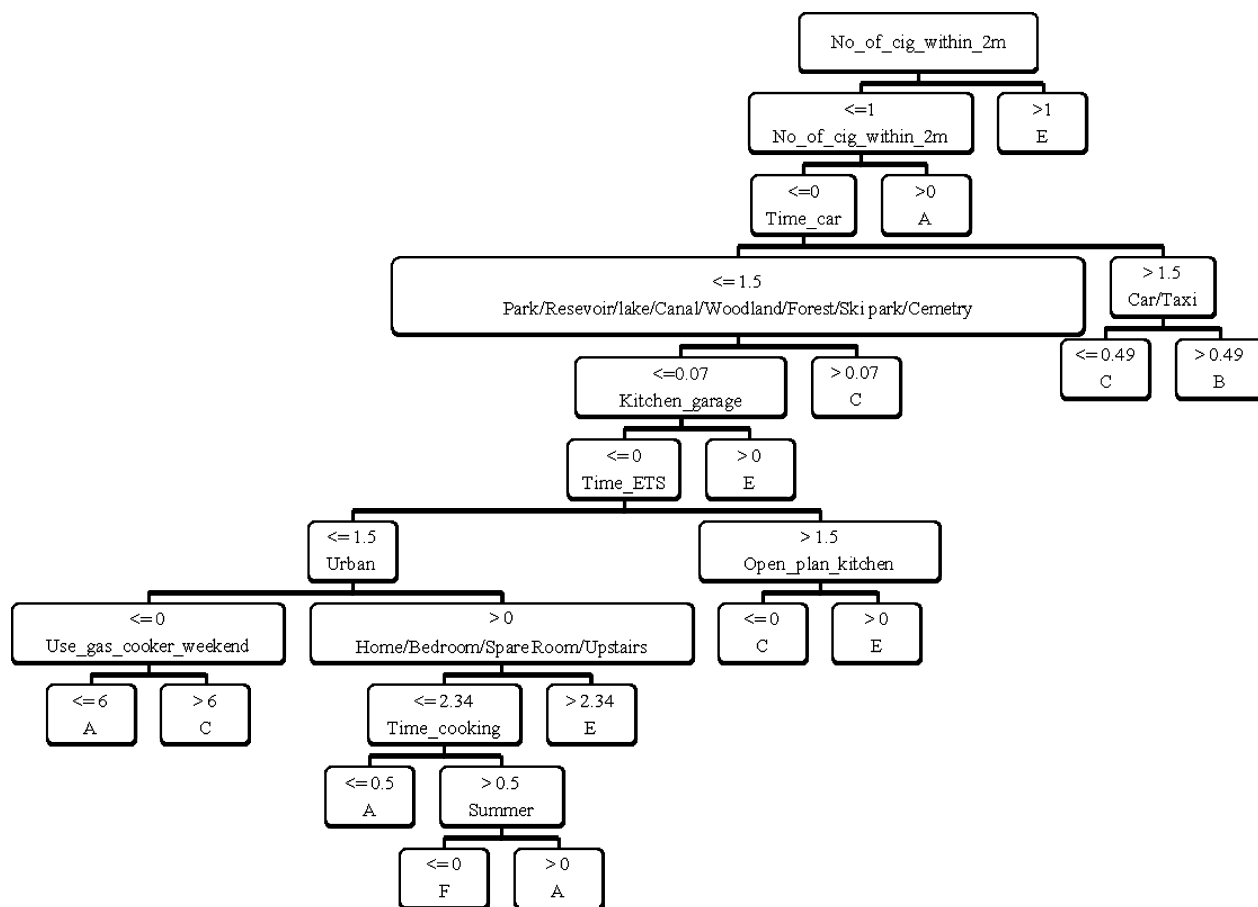 No_of_cig_within_2m
<=1
No_of_cig_within_2m
>1
E
<=0
Time_car
>0
A
<= 1.5
Park/Resevoir/lake/Canal/Woodland/Forest/Ski park/Cemetry
> 1.5
Car/Taxi
<=0.07
Kitchen_garage
> 0.07
C
<= 0.49
C
> 0.49
B
<= 0
Time_ETS
> 0
E
<= 1.5
Urban
> 1.5
Open_plan_kitchen
<= 0
Use_gas_cooker_weekend
> 0
Home/Bedroom/Spare Room/Upstairs
<= 0
C
> 0
E
<= 6
A
> 6
C
<=2.34
Time_cooking
> 2.34
E
<=0.5
A
> 0.5
Summer
<= 0
F
> 0
A